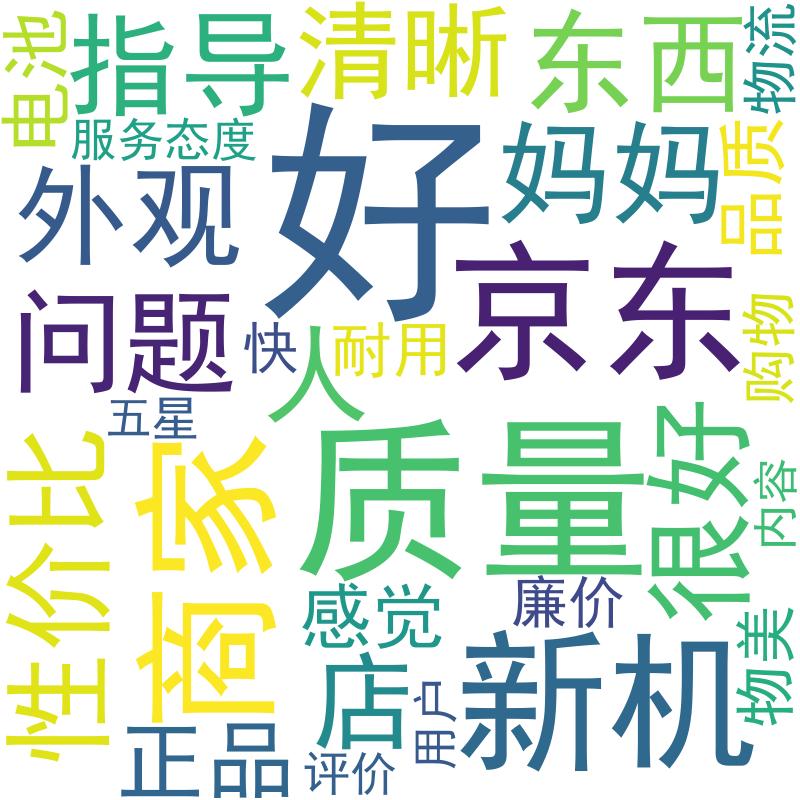 电池
指导
清晰
东西
物流
服务态度
好
妈妈
品质
外观
京东
问题
快
人
耐用
购物
五星
性价比
商家
质量
很好
内容
感觉
廉价
物美
店
新机
用户
正品
评价